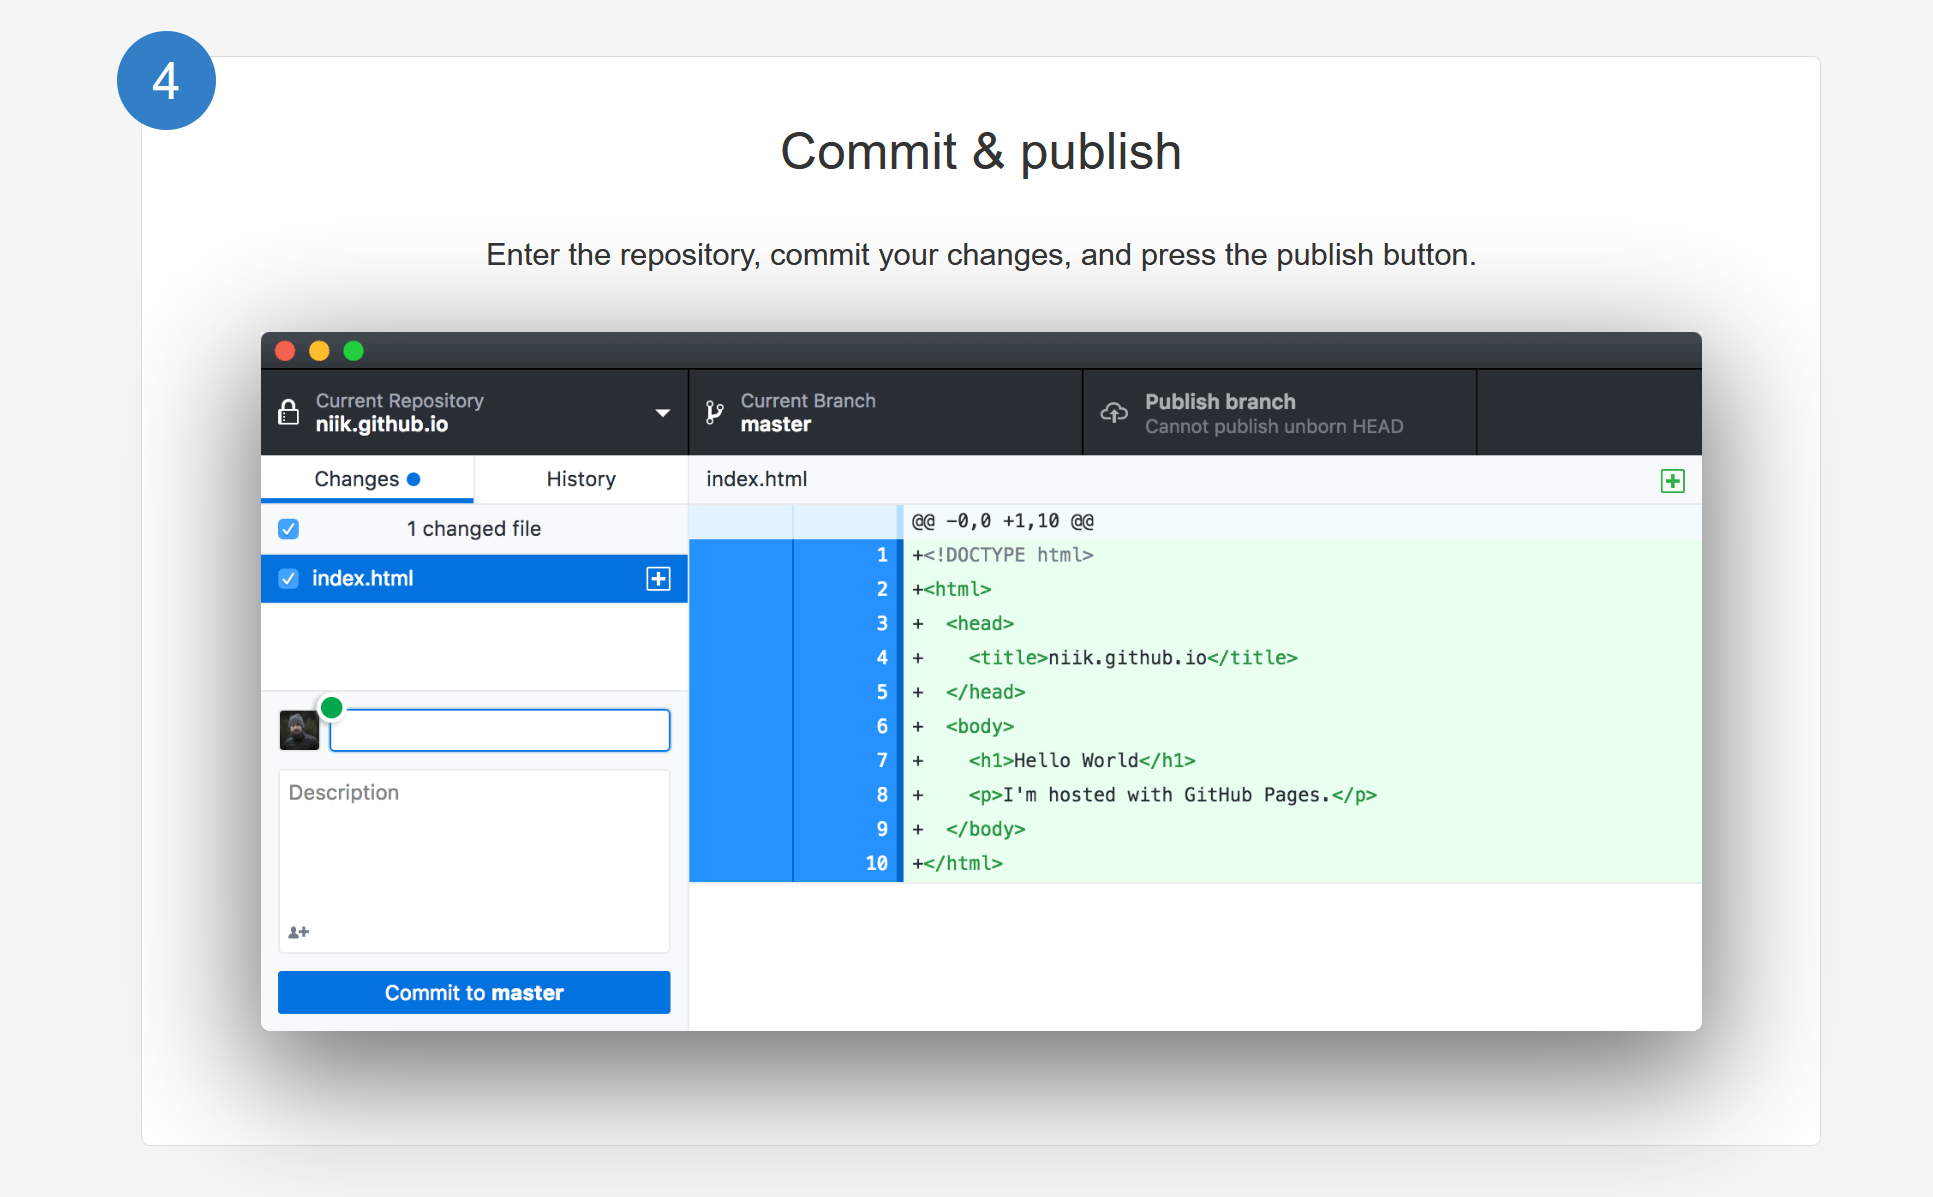 4
Commit & publish
Enter the repository, commit your changes, and press the publish button.
Current Repository
niik.github.io
Current Branch
master
Publish branch
Cannot publish unborn HEAD
Changes
History
1 changed file
index.html
Description
Commit to master
index.html
@@ -0,0 +1,10 @@
1 +<!DOCTYPE html>
2 +<html>
3 +  <head>
4 +    <title>niik.github.io</title>
5 +  </head>
6 +  <body>
7 +    <h1>Hello World</h1>
8 +    <p>I'm hosted with GitHub Pages.</p>
9 +  </body>
10 +</html>